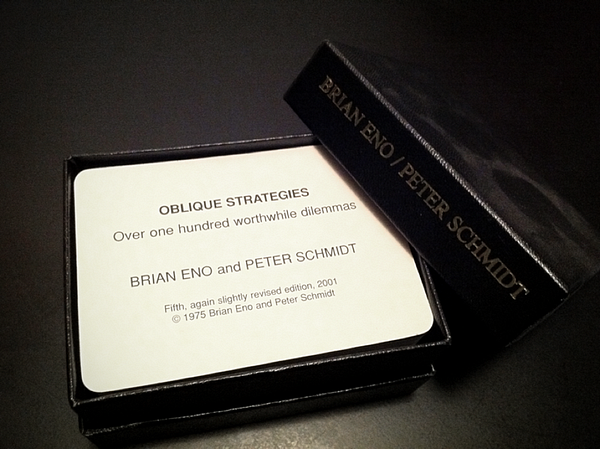 OBLIQUE STRATEGIES
Over one hundred worthwhile dilemmas
BRIAN ENO and PETER SCHMIDT
Fifth, again slightly revised edition, 2001
© 1975 Brian Eno and Peter Schmidt
BRIAN ENO / PETER SCHMIDT